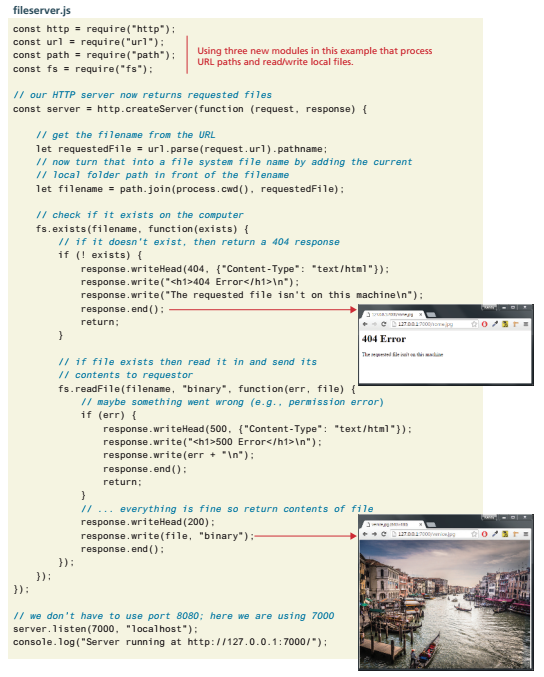 fileserver.js
const http = require("http");
const url = require("url");
const path = require("path");
const fs = require("fs");
Using three new modules in this example that process
URL paths and read/write local files.
// our HTTP server now returns requested files
const server = http.createServer(function (request, response) {
// get the filename from the URL
let requestedFile = url.parse(request.url).pathname;
// now turn that into a file system file name by adding the current
// local folder path in front of the filename
let filename = path.join(process.cwd(), requestedFile);
// check if it exists on the computer
fs.exists(filename, function(exists) {
// if it doesn't exist, then return a 404 response
if (! exists) {
response.writeHead(404, {"Content-Type": "text/html"});
response.write("<h1>404 Error</h1>\n");
response.write("The requested file isn't on this machine\n");
response.end();
return;
}
127.0.0.1:7000/
404 Error
The requested file isn't on this machine
// if file exists then read it in and send its
// contents to requestor
fs.readFile(filename, "binary", function(err, file) {
// maybe something went wrong (e.g., permission error)
if (err) {
response.writeHead(500, {"Content-Type": "text/html"});
response.write("<h1>500 Error</h1>\n");
response.write(err + "\n");
response.end();
return;
}
// ... everything is fine so return contents of file
response.writeHead(200);
response.write(file, "binary");
response.end();
});
});
});
127.0.0.1:7000/venice.jpg
// we don't have to use port 8080; here we are using 7000
server.listen(7000, "localhost");
console.log("Server running at http://127.0.0.1:7000/");